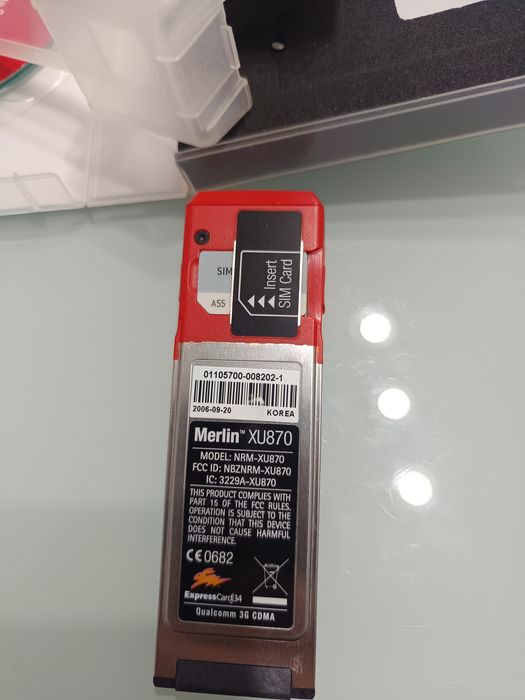 SIM
A55
Insert
SIM Card
01105700-008202-1
2006-09-20 KOREA
Merlin™ XU870
MODEL: NRM-XU870
FCC ID: NBZNRM-XU870
IC: 3229A-XU870
THIS PRODUCT COMPLIES WITH
PART 15 OF THE FCC RULES.
OPERATION IS SUBJECT TO THE
CONDITION THAT THIS DEVICE
DOES NOT CAUSE HARMFUL
INTERFERENCE.
CE0682
ExpressCard|34
Qualcomm 3G CDMA